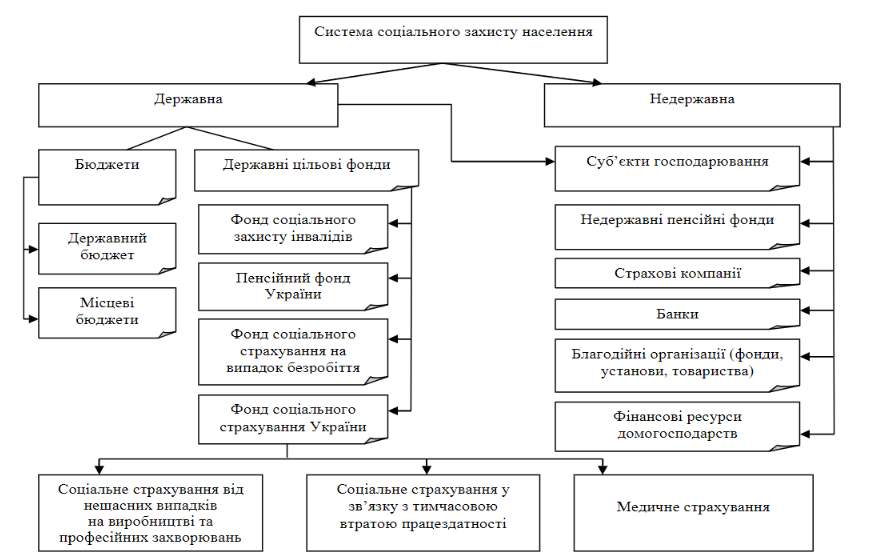 Система соціального захисту населення
Державна
Недержавна
Бюджети
Державний
бюджет
Місцеві
бюджети
Державні цільові фонди
Фонд соціального
захисту інвалідів
Пенсійний фонд
України
Фонд соціального
страхування на
випадок безробіття
Фонд соціального
страхування України
Суб’єкти господарювання
Недержавні пенсійні фонди
Страхові компанії
Банки
Благодійні організації (фонди,
установи, товариства)
Фінансові ресурси
домогосподарств
Соціальне страхування від
нешасних випадків
на виробництві та
професійних захворювань
Соціальне страхування у
зв’язку з тимчасовою
втратою працездатності
Медичне страхування